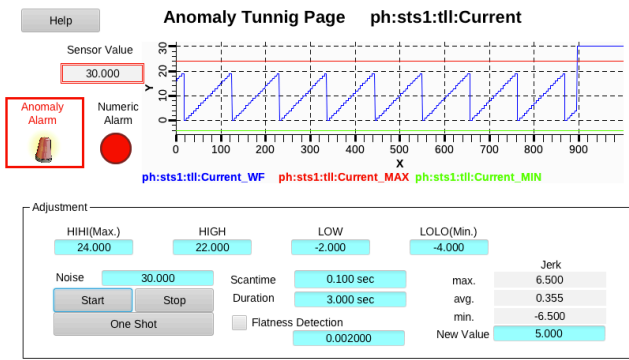 Help
Anomaly Tunnig Page ph:sts1:tll:Current
Sensor Value
30.000
Anomaly Alarm
Numeric Alarm
Y
30
20
10
0
0 100 200 300 400 500 600 700 800 900
X
ph:sts1:tll:Current_WF ph:sts1:tll:Current_MAX ph:sts1:tll:Current_MIN
Adjustment
HIHI(Max.) HIGH LOW LOLO(Min.)
24.000 22.000 -2.000 -4.000
Noise 30.000
Start Stop
One Shot
Scantime 0.100 sec
Duration 3.000 sec
Flatness Detection
0.002000
Jerk
max. 6.500
avg. 0.355
min. -6.500
New Value 5.000